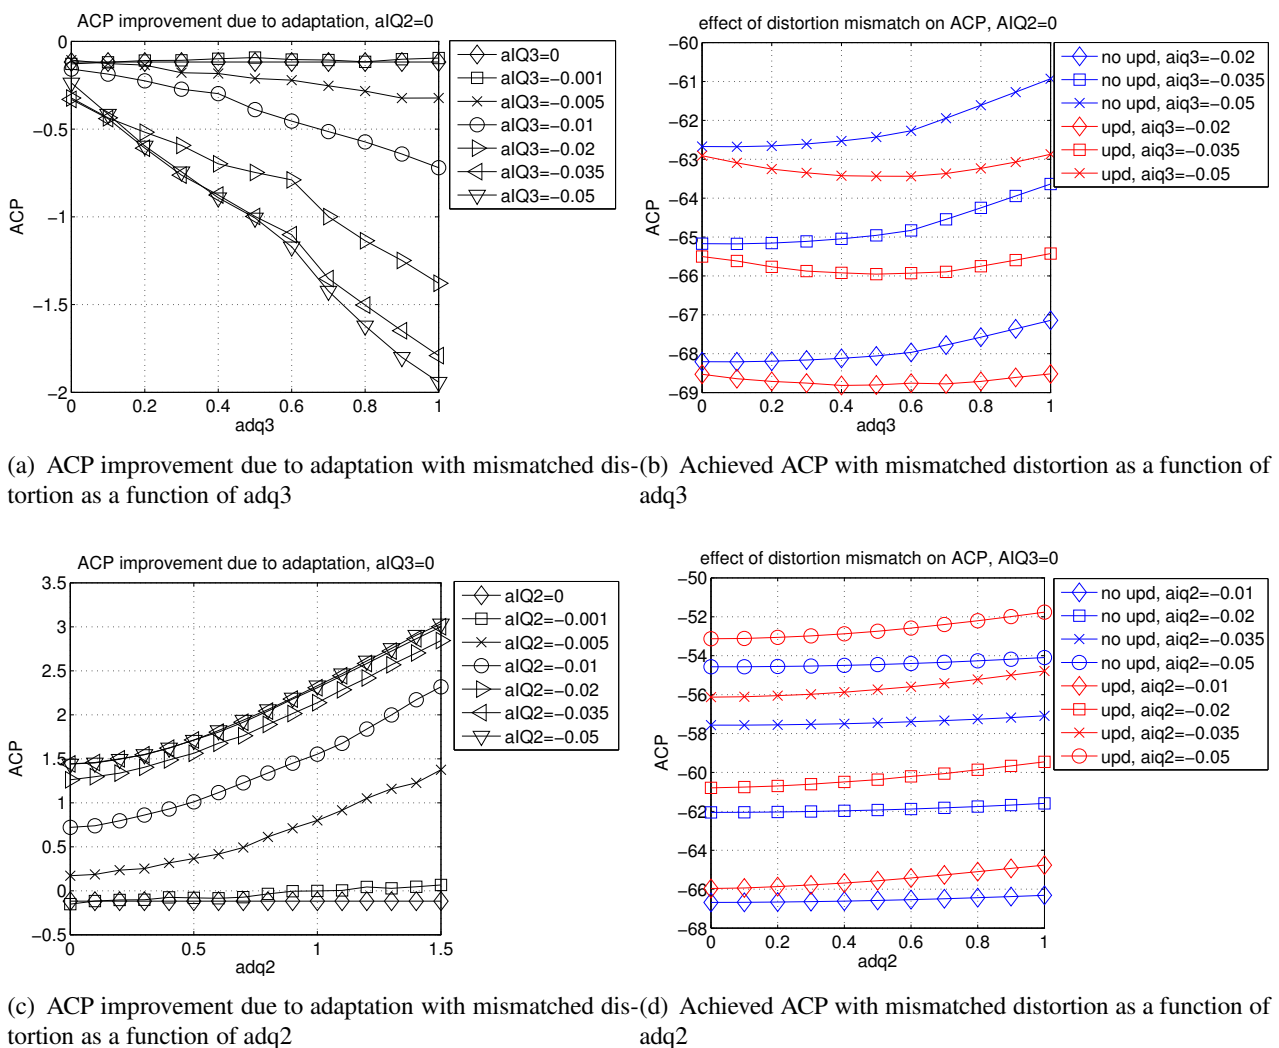 ACP improvement due to adaptation, aIQ2=0
0
−0.5
−1
−1.5
−2
ACP
0 0.2 0.4 0.6 0.8 1
adq3
aIQ3=0
aIQ3=−0.001
aIQ3=−0.005
aIQ3=−0.01
aIQ3=−0.02
aIQ3=−0.035
aIQ3=−0.05
effect of distortion mismatch on ACP, AIQ2=0
−60
−61
−62
−63
−64
−65
−66
−67
−68
−69
ACP
0 0.2 0.4 0.6 0.8 1
adq3
no upd, aiq3=−0.02
no upd, aiq3=−0.035
no upd, aiq3=−0.05
upd, aiq3=−0.02
upd, aiq3=−0.035
upd, aiq3=−0.05
(a) ACP improvement due to adaptation with mismatched dis-
tortion as a function of adq3
(b) Achieved ACP with mismatched distortion as a function of
adq3
ACP improvement due to adaptation, aIQ3=0
3.5
3
2.5
2
1.5
1
0.5
0
−0.5
ACP
0 0.5 1 1.5
adq2
aIQ2=0
aIQ2=−0.001
aIQ2=−0.005
aIQ2=−0.01
aIQ2=−0.02
aIQ2=−0.035
aIQ2=−0.05
effect of distortion mismatch on ACP, AIQ3=0
−50
−52
−54
−56
−58
−60
−62
−64
−66
−68
ACP
0 0.2 0.4 0.6 0.8 1
adq2
no upd, aiq2=−0.01
no upd, aiq2=−0.02
no upd, aiq2=−0.035
no upd, aiq2=−0.05
upd, aiq2=−0.01
upd, aiq2=−0.02
upd, aiq2=−0.035
upd, aiq2=−0.05
(c) ACP improvement due to adaptation with mismatched dis-
tortion as a function of adq2
(d) Achieved ACP with mismatched distortion as a function of
adq2